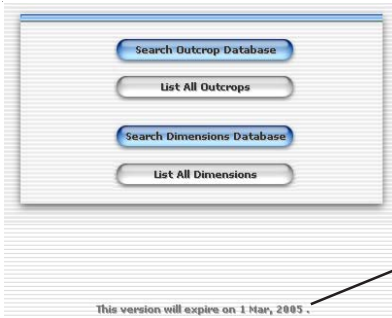 Search Outcrop Database
List All Outcrops
Search Dimensions Database
List All Dimensions
This version will expire on 1 Mar, 2005 .